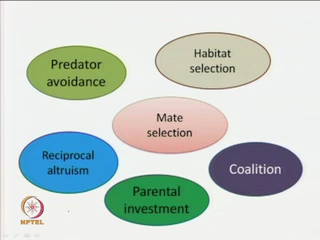 Predator
avoidance
Habitat
selection
Mate
selection
Reciprocal
altruism
Coalition
Parental
investment
NPTEL